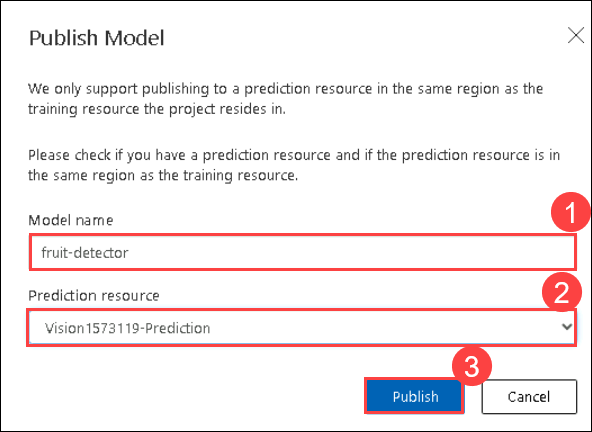 Publish Model
We only support publishing to a prediction resource in the same region as the
training resource the project resides in.
Please check if you have a prediction resource and if the prediction resource is in
the same region as the training resource.
Model name
1
fruit-detector
Prediction resource
2
Vision1573119-Prediction
3
Publish
Cancel